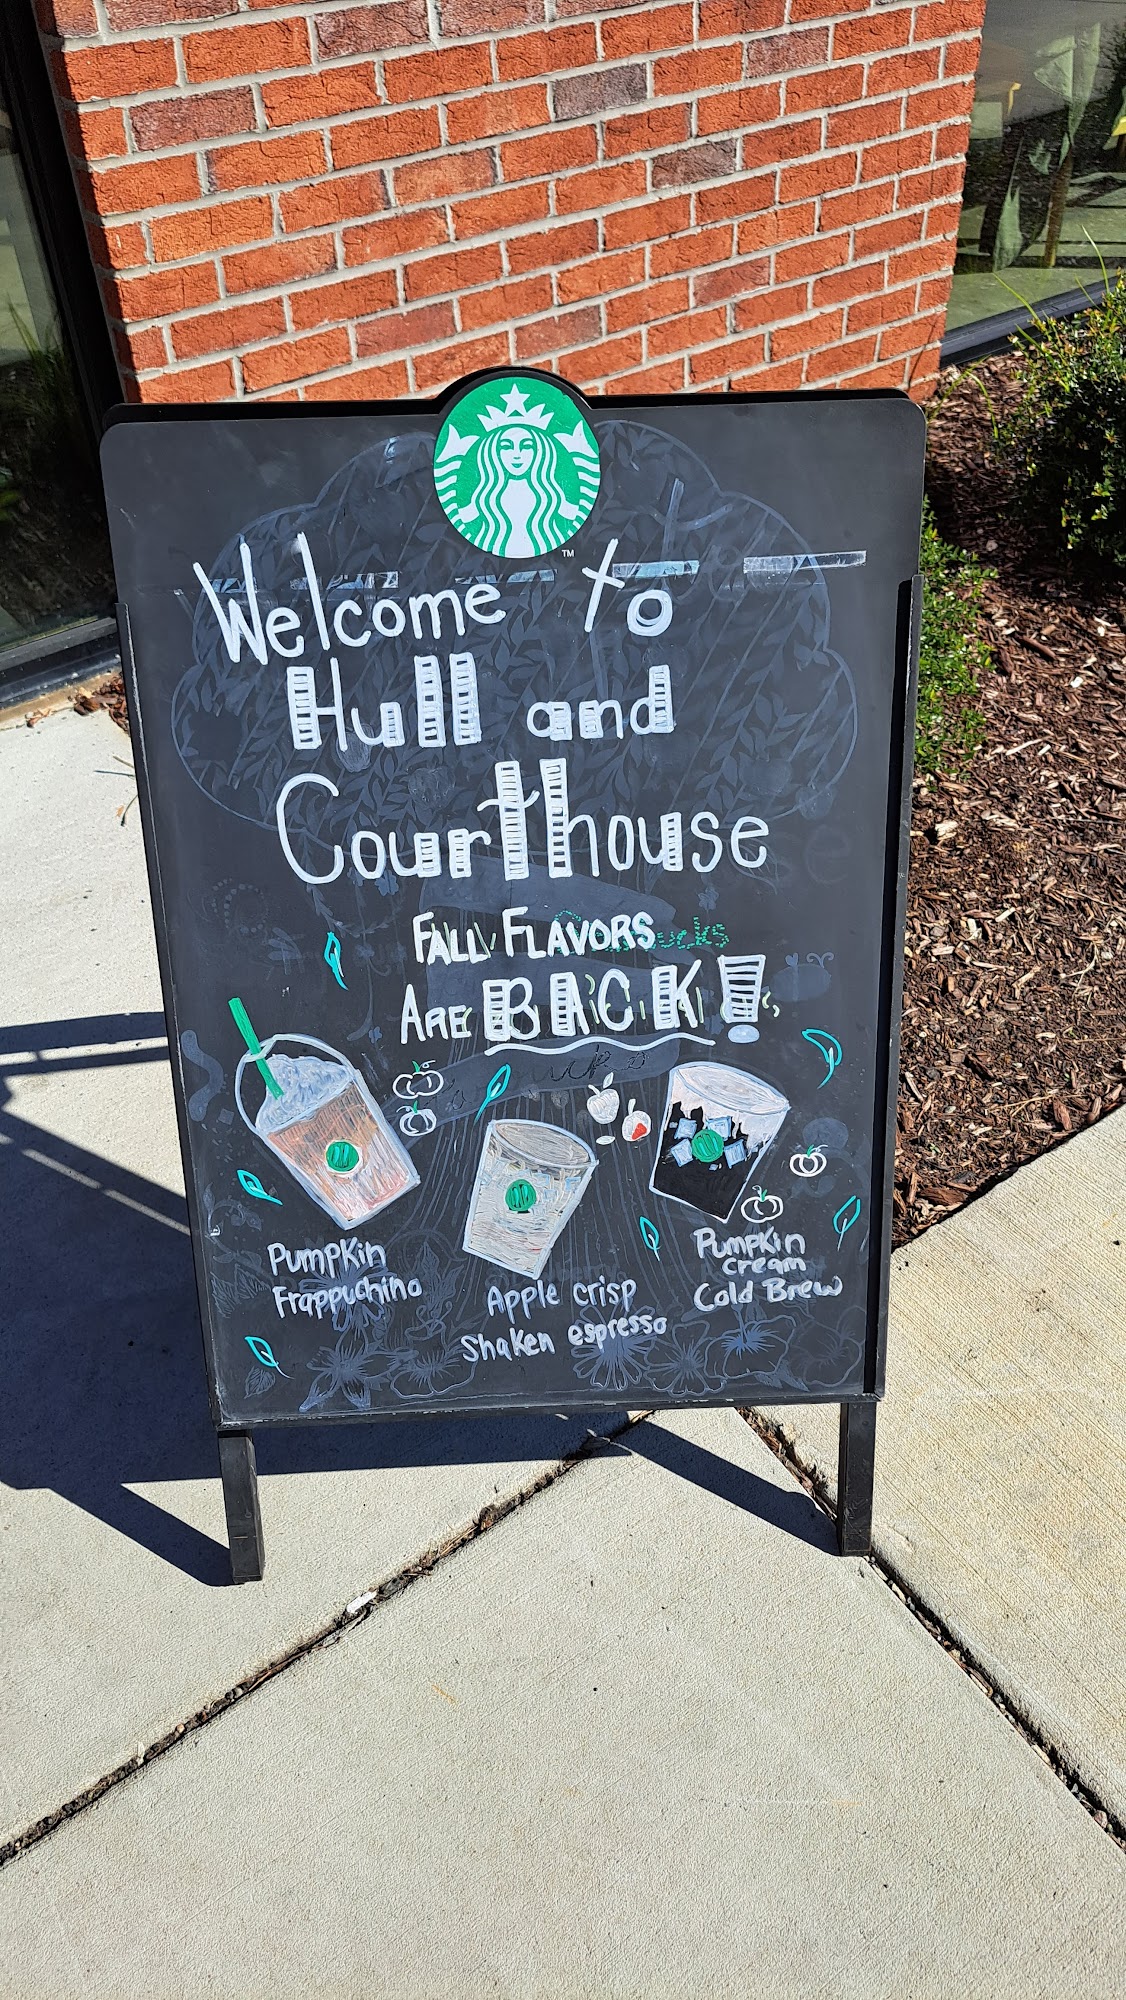 TM
Welcome to
Hull and
Courthouse
FALL FLAVORS
ARE BACK!
Pumpkin
Frappuchino
Apple crisp
Shaken espresso
Pumpkin
cream
Cold Brew